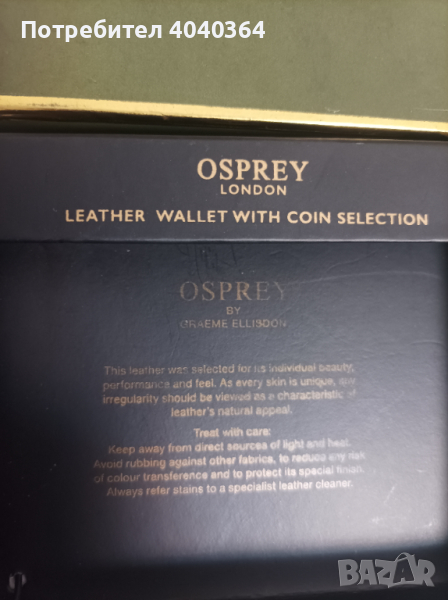 Потребител 4040364
OSPREY
LONDON
LEATHER WALLET WITH COIN SELECTION
OSPREY
BY
GRAEME ELLISDON
This leather was selected for its individual beauty,
performance and feel. As every skin is unique, any
irregularity should be viewed as a characteristic of
leather's natural appeal.
Treat with care:
Keep away from direct sources of light and heat.
Avoid rubbing against other fabrics, to reduce any risk
of colour transference and to protect its special finish.
Always refer stains to a specialist leather cleaner.
BAZAR